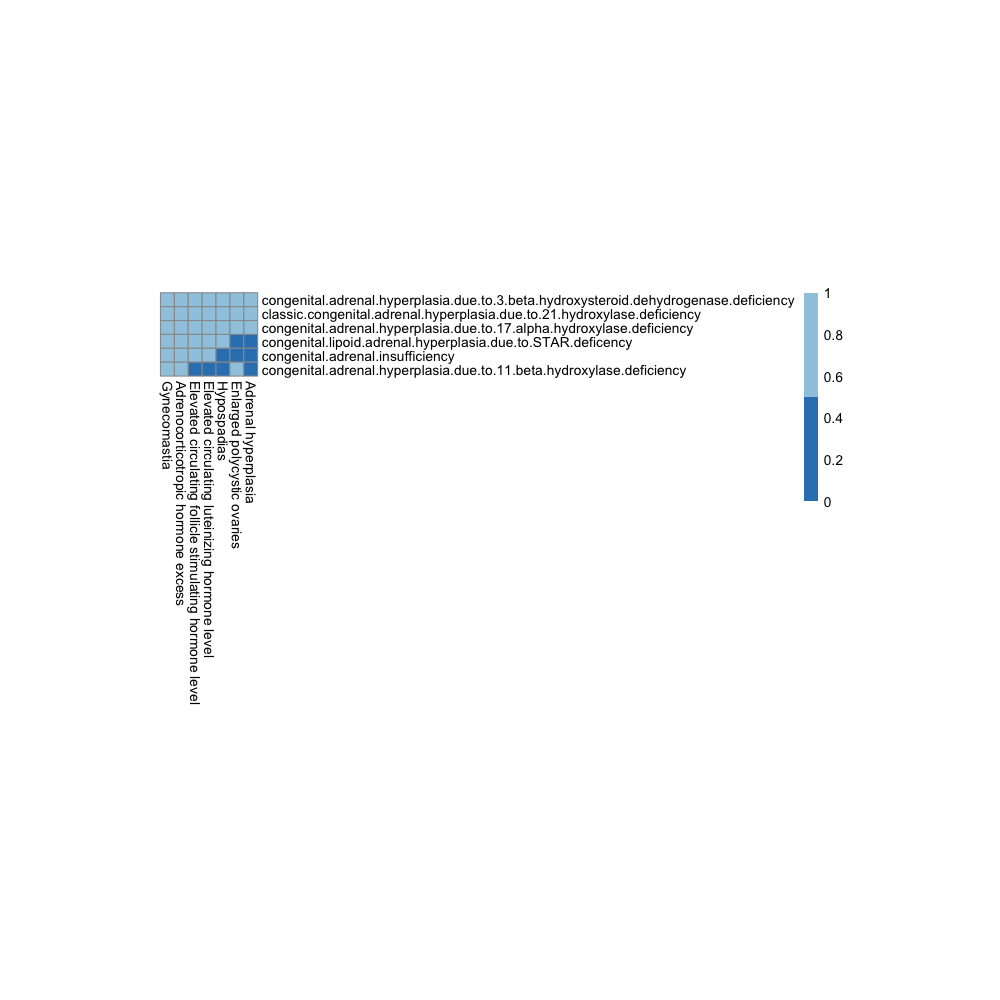 congenital.adrenal.hyperplasia.due.to.3.beta.hydroxysteroid.dehydrogenase.deficiency
classic.congenital.adrenal.hyperplasia.due.to.21.hydroxylase.deficiency
congenital.adrenal.hyperplasia.due.to.17.alpha.hydroxylase.deficiency
congenital.lipoid.adrenal.hyperplasia.due.to.STAR.deficency
congenital.adrenal.insufficiency
congenital.adrenal.hyperplasia.due.to.11.beta.hydroxylase.deficiency
1
0.8
0.6
0.4
0.2
0
Gynecomastia
Adrenocorticotropic hormone excess
Elevated circulating follicle stimulating hormone level
Elevated circulating luteinizing hormone level
Hypospadias
Enlarged polycystic ovaries
Adrenal hyperplasia